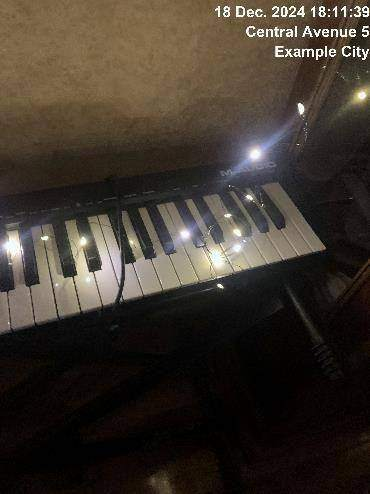 18 Dec. 2024 18:11:39
Central Avenue 5
Example City